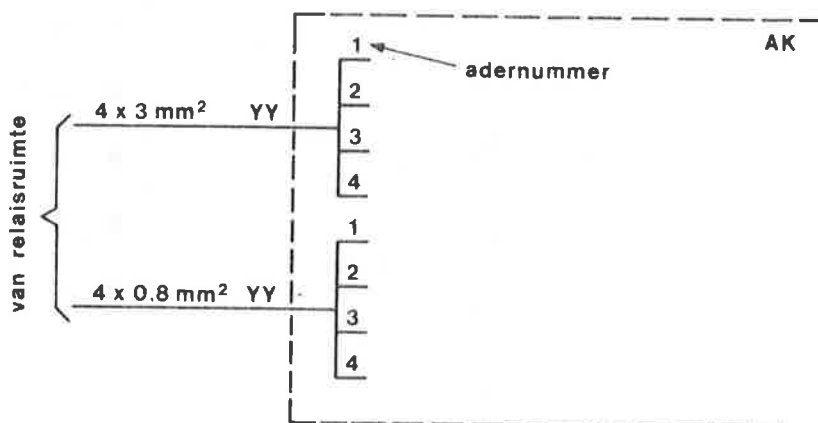 AK
1
adernummer
2
4 x 3 mm² YY
3
4
van relaisruimte
1
2
4 x 0.8 mm² YY
3
4